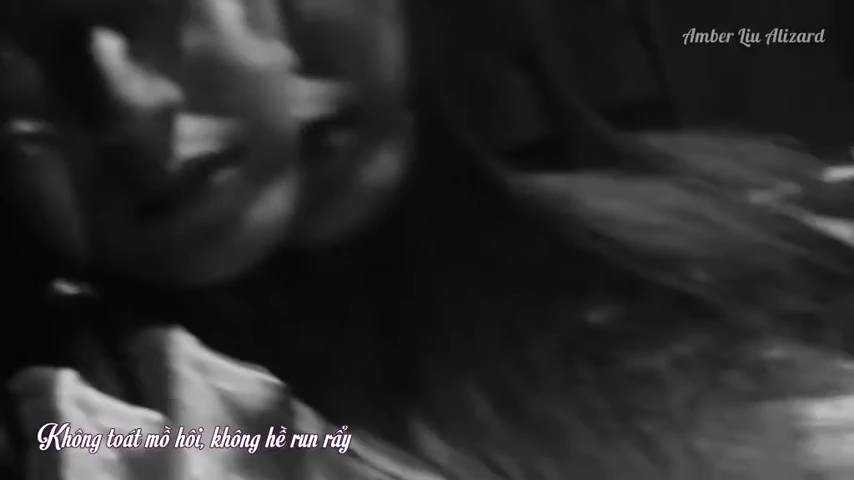 Amber Liu Alizard
Không toát mồ hôi, không hề run rẩy